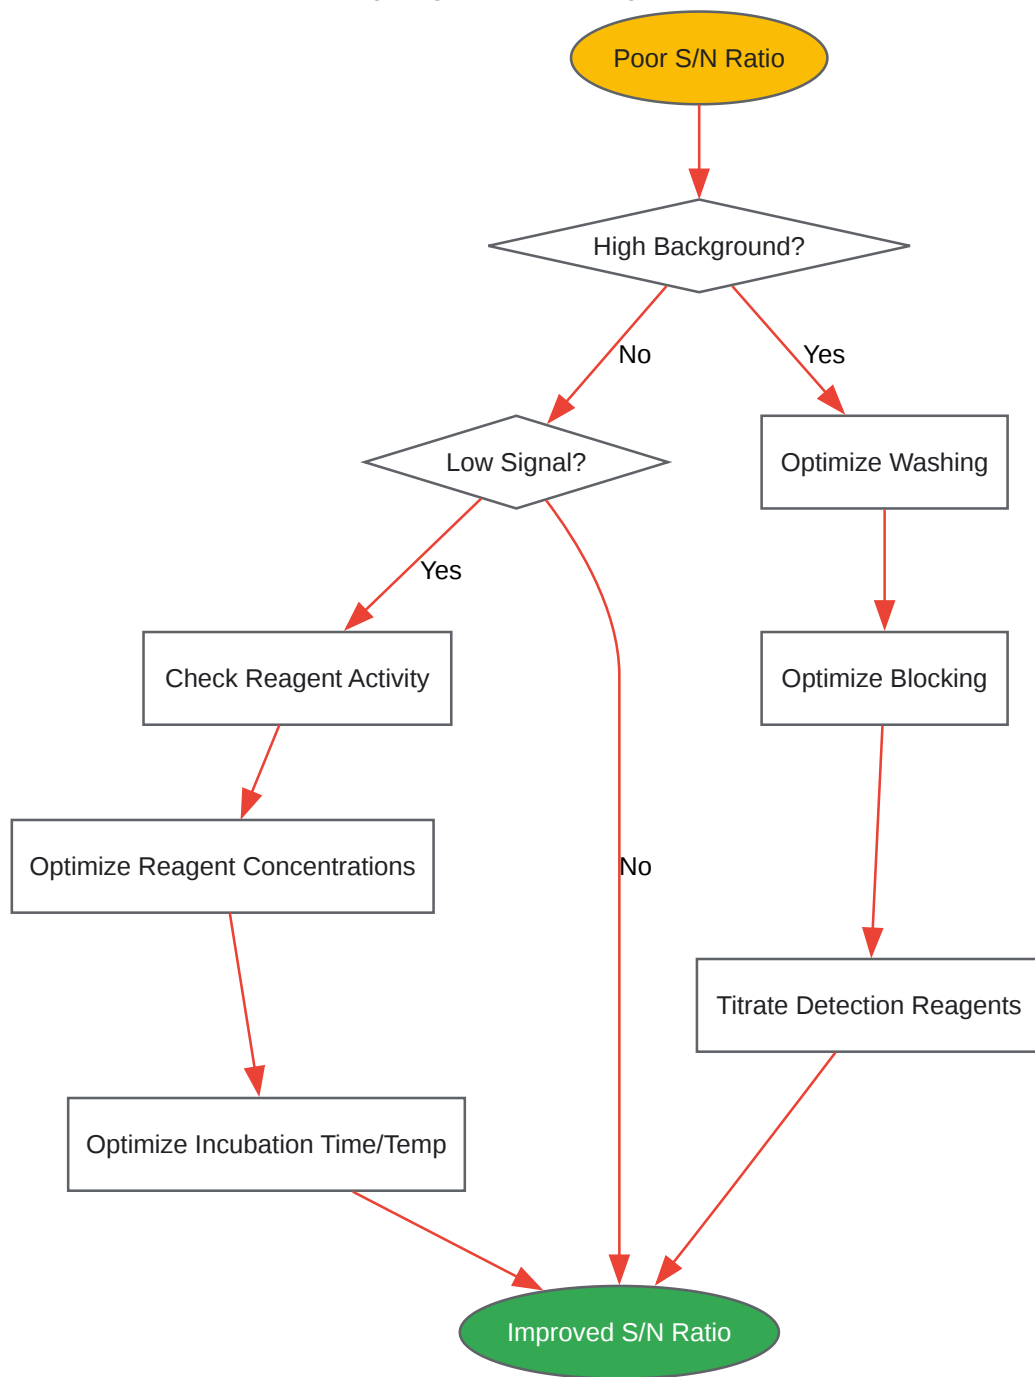 Poor S/N Ratio
High Background?
No
Yes
Low Signal?
Optimize Washing
Yes
Check Reagent Activity
Optimize Blocking
Optimize Reagent Concentrations
No
Titrate Detection Reagents
Optimize Incubation Time/Temp
Improved S/N Ratio